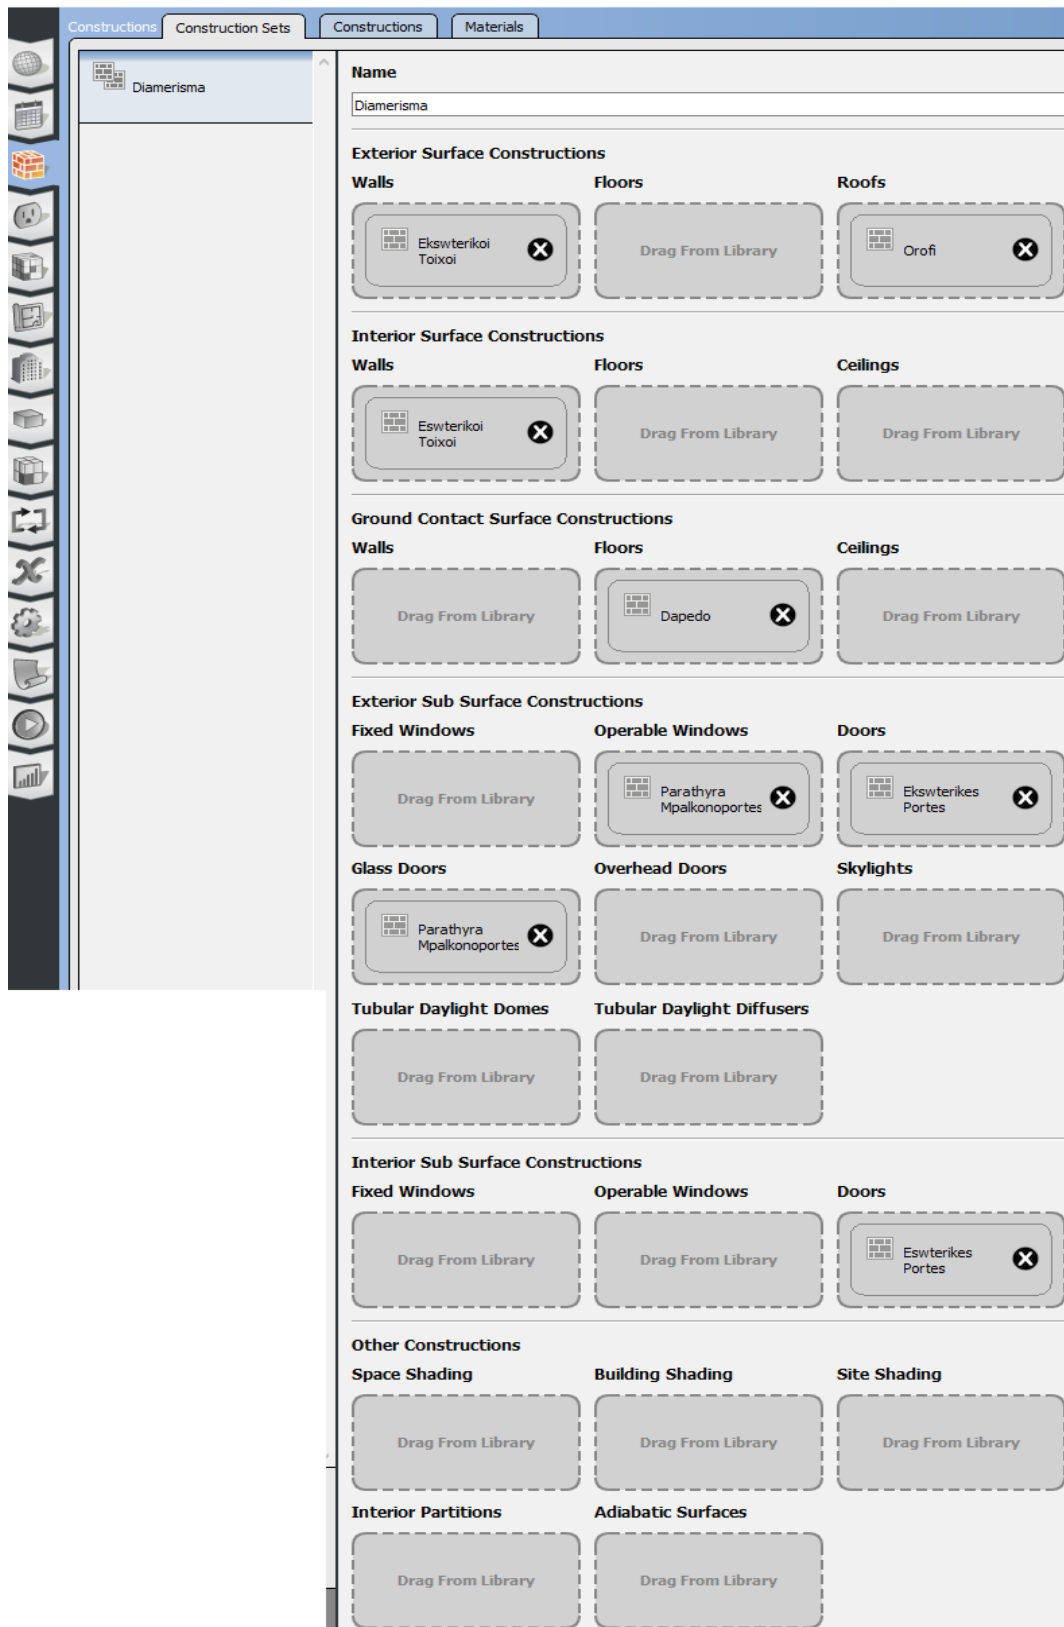 Constructions Construction Sets Constructions Materials
Diamerisma
Name
Diamerisma
Exterior Surface Constructions
Walls Floors Roofs
Ekswterikoi
Toixoi
Drag From Library
Orofi
Interior Surface Constructions
Walls Floors Ceilings
Eswterikoi
Toixoi
Drag From Library Drag From Library
Ground Contact Surface Constructions
Walls Floors Ceilings
Drag From Library
Dapedo
Drag From Library
Exterior Sub Surface Constructions
Fixed Windows Operable Windows Doors
Drag From Library
Parathyra
Mpalkonoportes
Ekswterikes
Portes
Glass Doors Overhead Doors Skylights
Parathyra
Mpalkonoportes
Drag From Library Drag From Library
Tubular Daylight Domes Tubular Daylight Diffusers
Drag From Library Drag From Library
Interior Sub Surface Constructions
Fixed Windows Operable Windows Doors
Drag From Library Drag From Library
Eswterikes
Portes
Other Constructions
Space Shading Building Shading Site Shading
Drag From Library Drag From Library Drag From Library
Interior Partitions Adiabatic Surfaces
Drag From Library Drag From Library